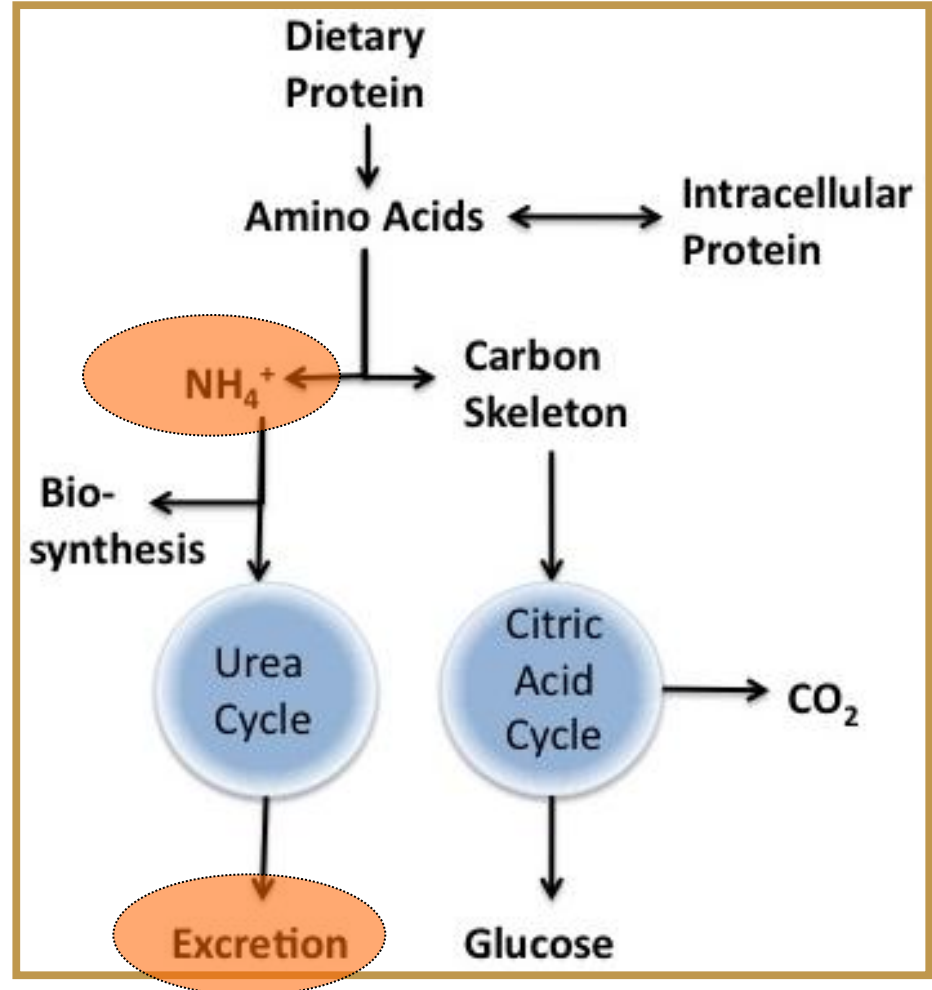 Dietary
Protein
Amino Acids
Intracellular
Protein
NH₄⁺
Carbon
Skeleton
Bio-
synthesis
Urea
Cycle
Citric
Acid
Cycle
CO₂
Excretion
Glucose